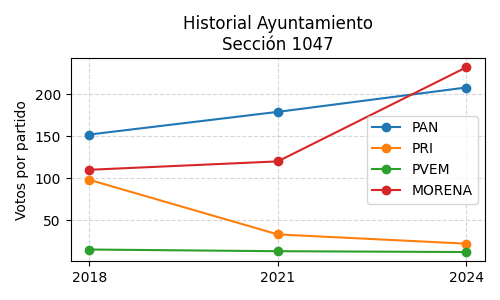 Historial Ayuntamiento
Sección 1047
Votos por partido
200
150
100
50
PAN
PRI
PVEM
MORENA
2018
2021
2024